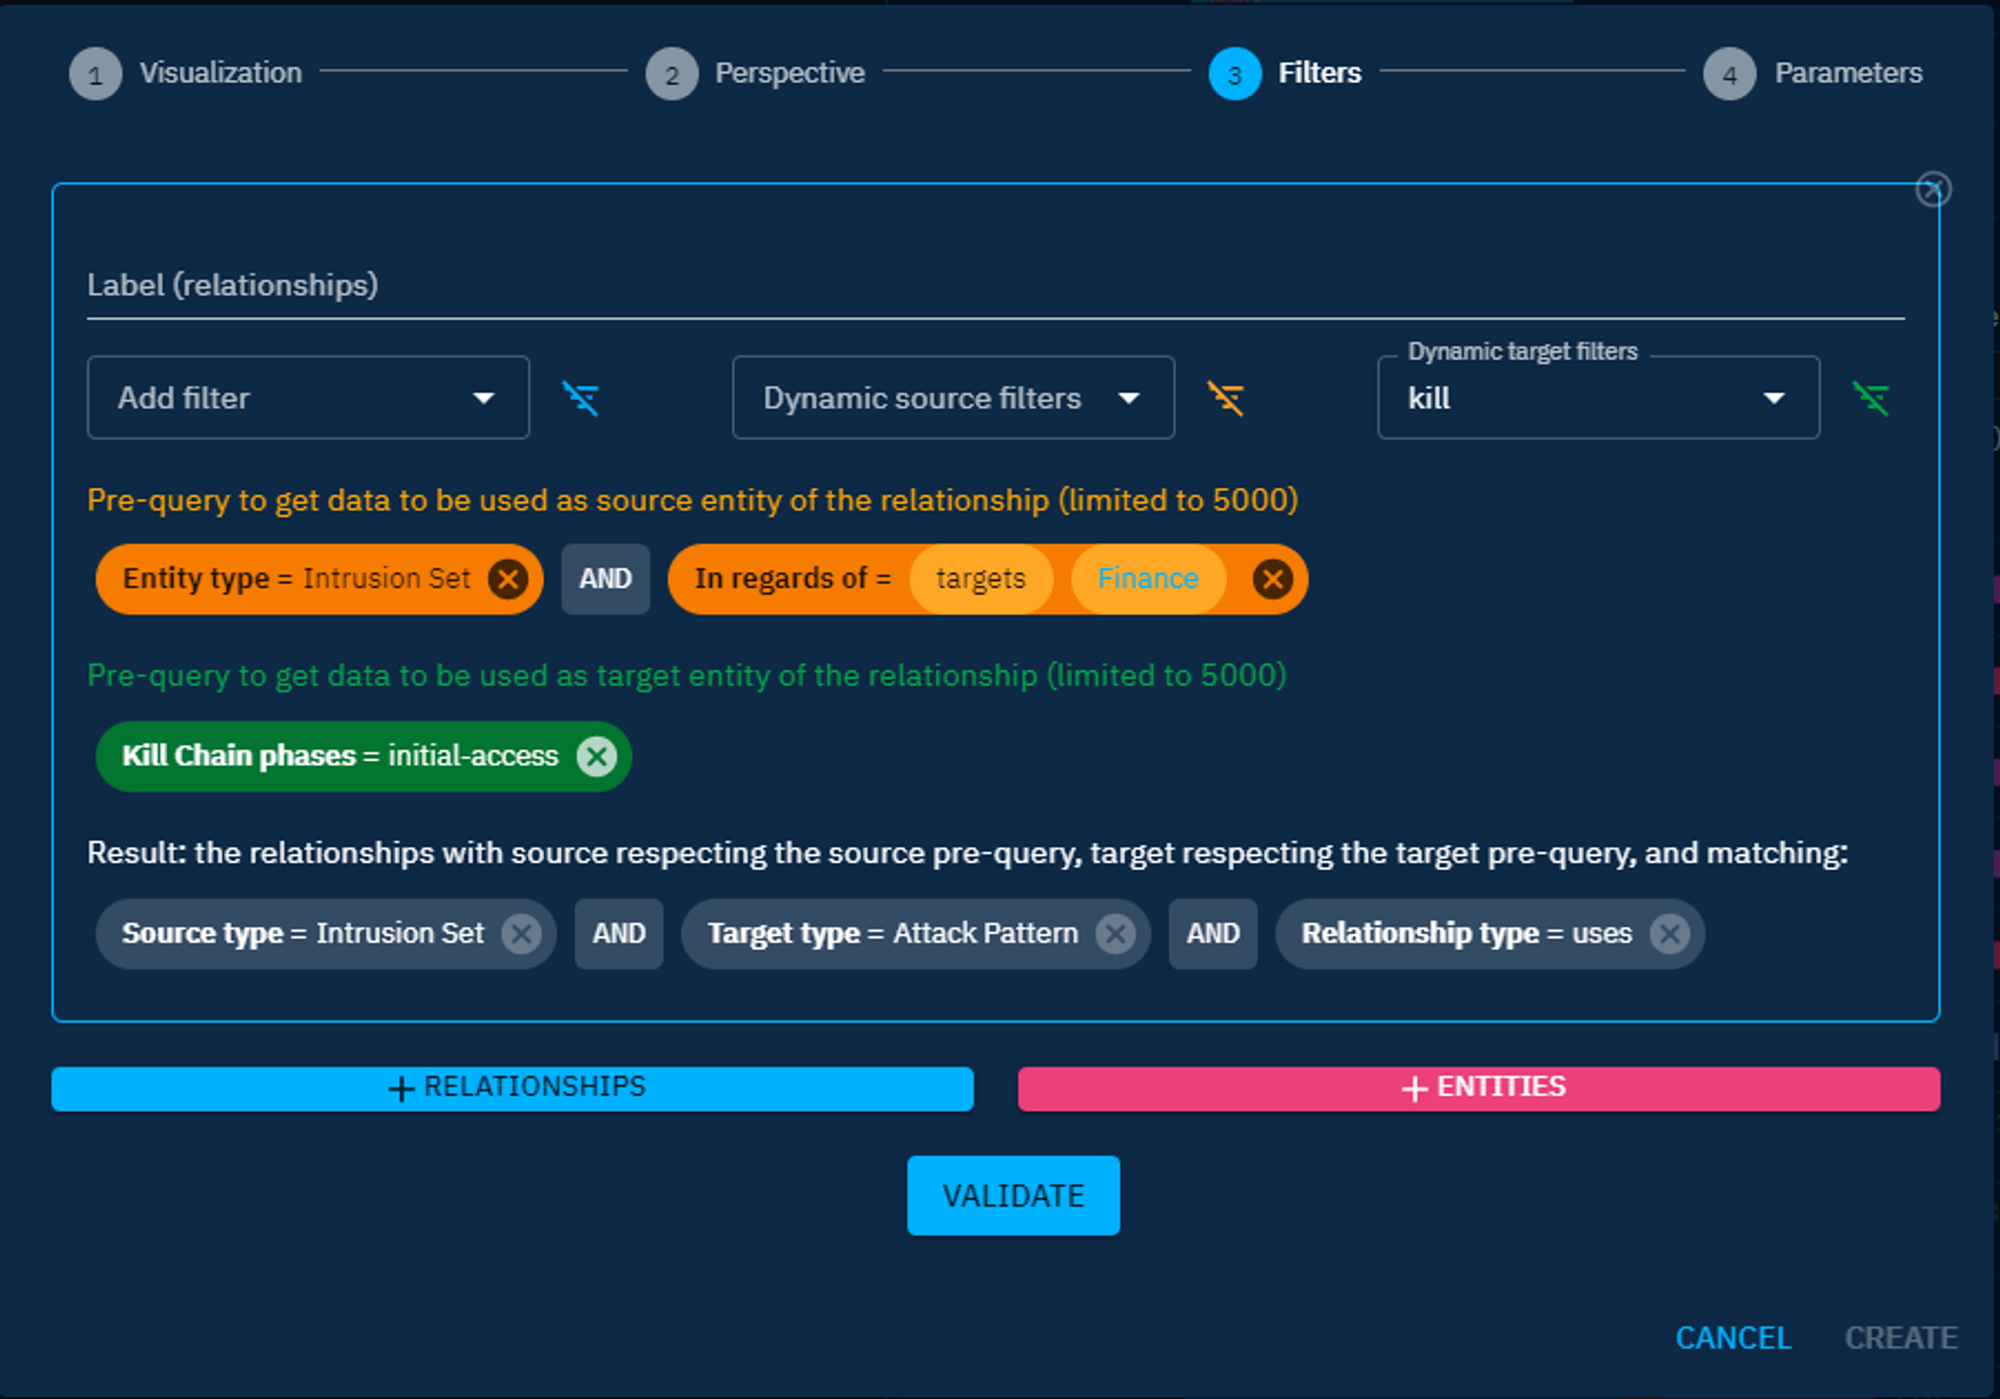 1 Visualization 2 Perspective 3 Filters 4 Parameters
Label (relationships)
Dynamic target filters
Add filter Dynamic source filters kill
Pre-query to get data to be used as source entity of the relationship (limited to 5000)
Entity type = Intrusion Set AND In regards of = targets Finance
Pre-query to get data to be used as target entity of the relationship (limited to 5000)
Kill Chain phases = initial-access
Result: the relationships with source respecting the source pre-query, target respecting the target pre-query, and matching:
Source type = Intrusion Set AND Target type = Attack Pattern AND Relationship type = uses
+ RELATIONSHIPS + ENTITIES
VALIDATE
CANCEL CREATE